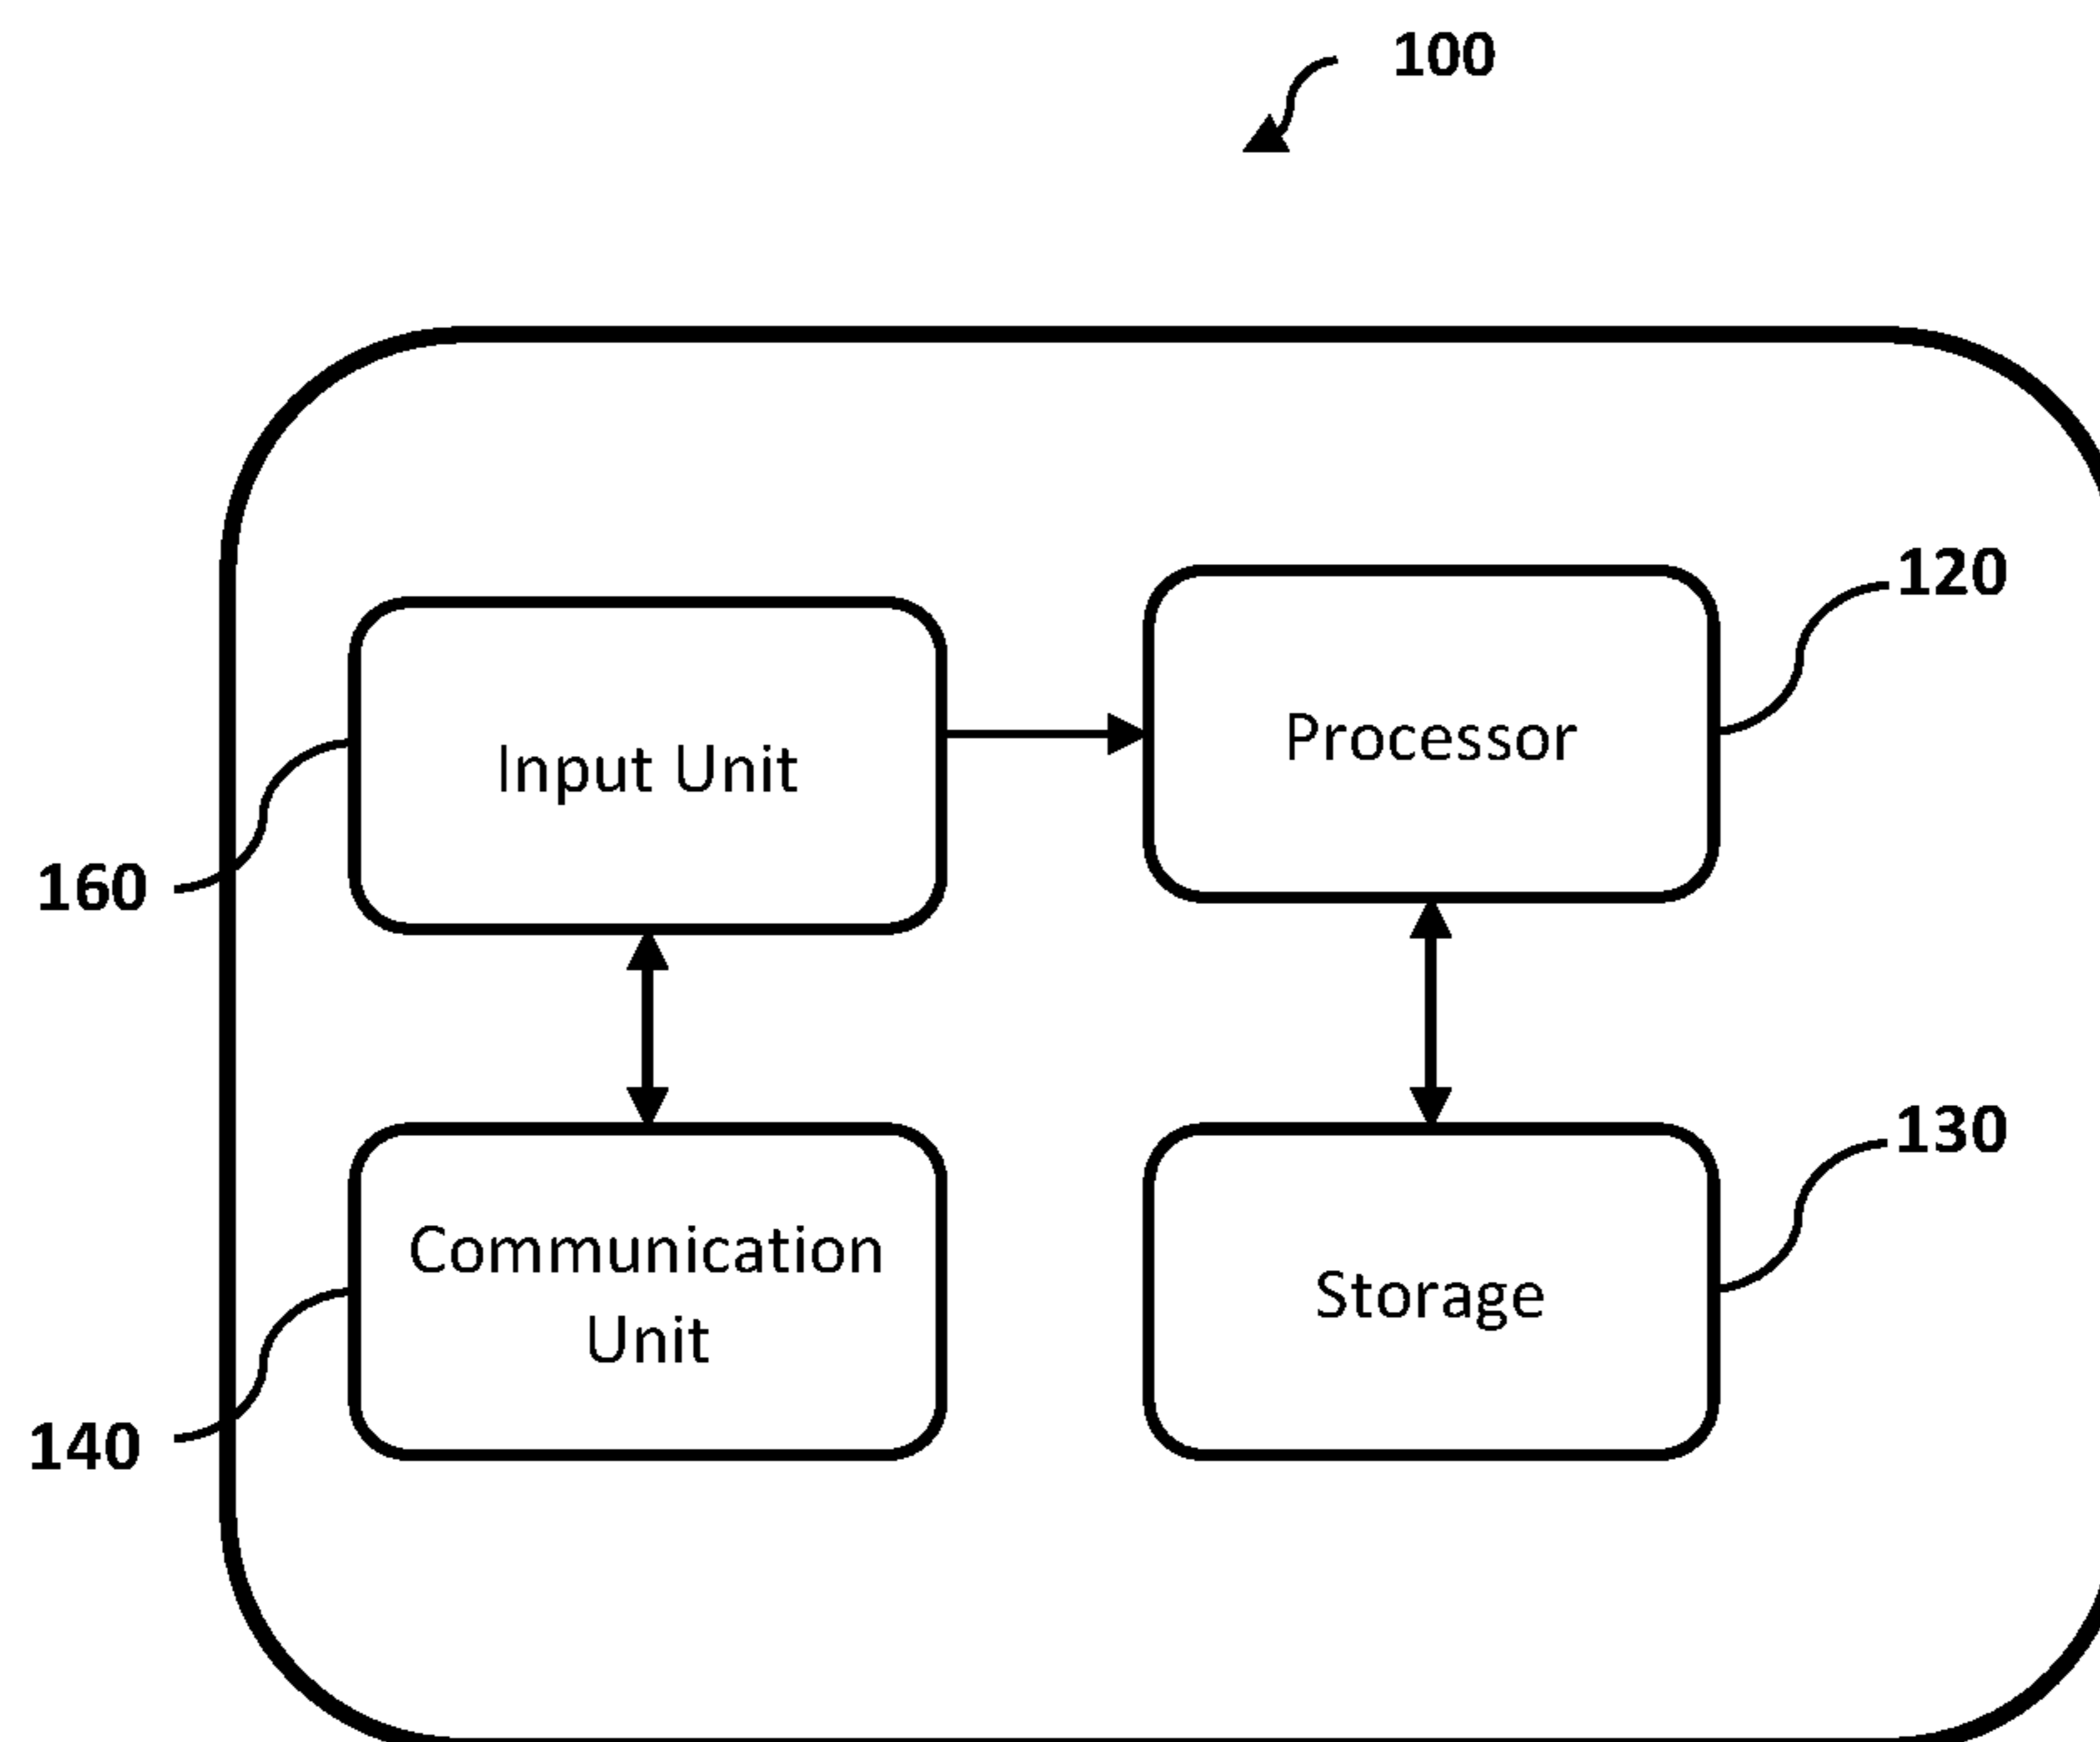 100
120
Input Unit
Processor
160
130
Communication
Unit
Storage
140